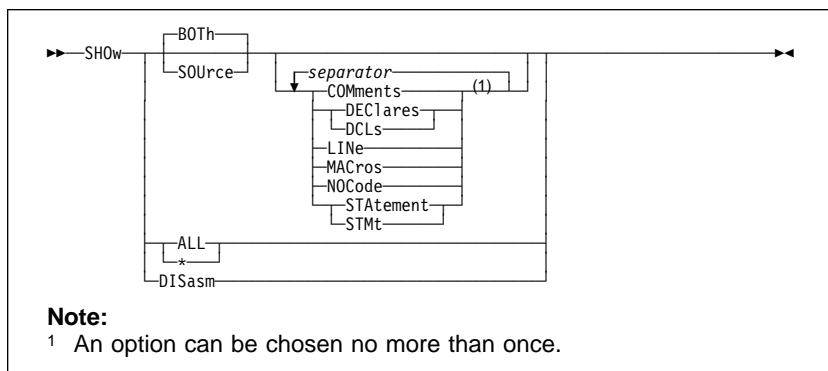 BOTh
SHOw
SOUrce
separator
COMments (1)
DEClares
DCLs
LINe
MACros
NOCode
STAtement
STMt
ALL
*
DISasm
Note:
1 An option can be chosen no more than once.